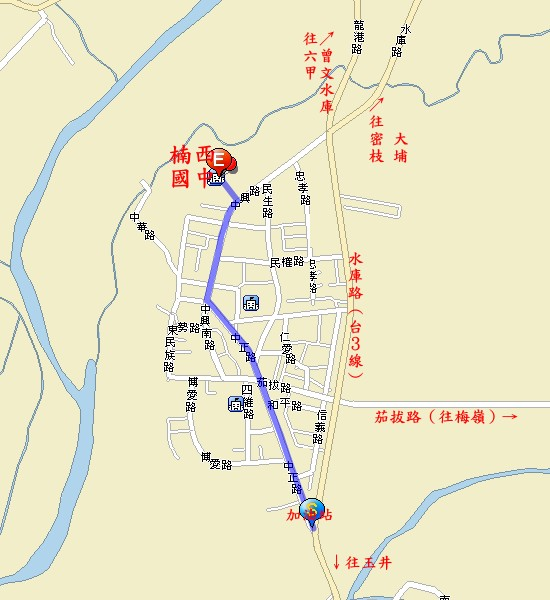 龍港路
水庫路
往六甲
曾文水庫
往密枝
大埔
楠西
國中
E
中興路
民生路
忠孝路
中華路
民權路
忠孝路
水庫路(台3線)
中興南路
東勢路
民族路
中正路
仁愛路
茄拔路
四維路
和平路
博愛路
信義路
茄拔路(往梅嶺)→
博愛路
中正路
S
↓往玉井